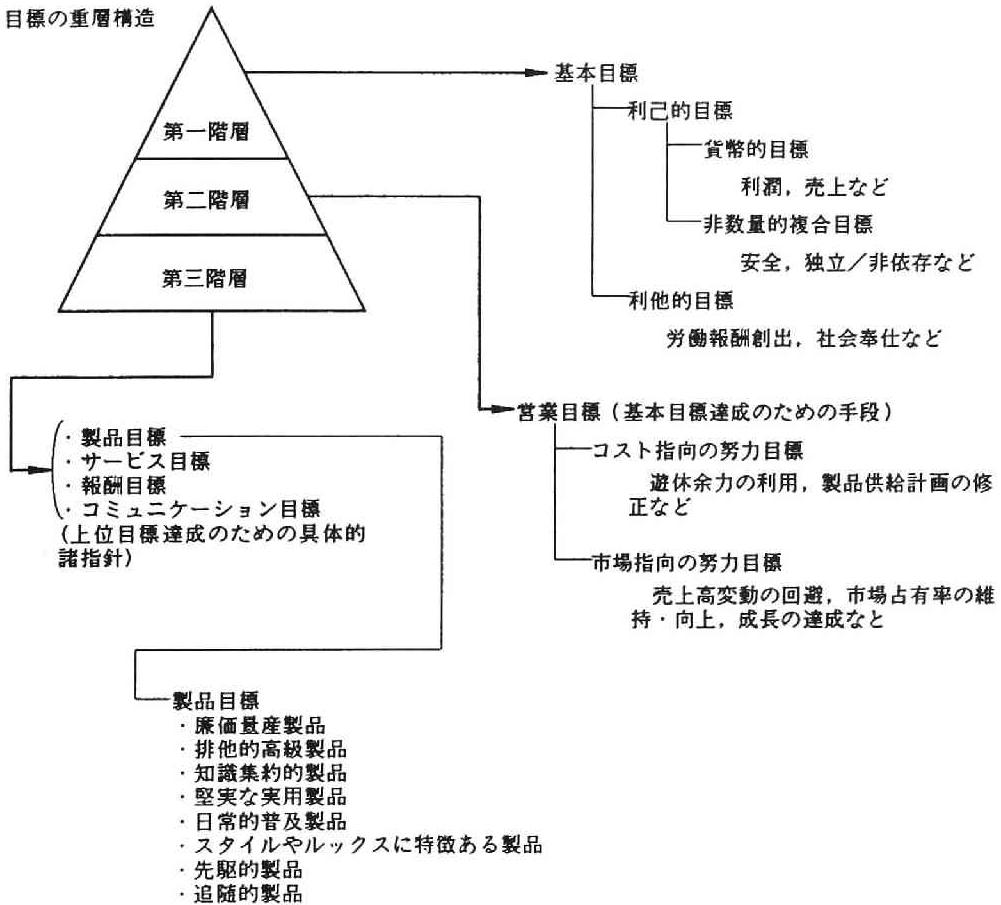 目標の重層構造
第一階層
第二階層
第三階層
基本目標
利己的目標
貨幣的目標
利潤，売上など
非数量的複合目標
安全，独立／非依存など
利他的目標
労働報酬創出，社会奉仕など
営業目標（基本目標達成のための手段）
コスト指向の努力目標
遊休余力の利用，製品供給計画の修
正など
市場指向の努力目標
売上高変動の回避，市場占有率の維
持・向上，成長の達成なと
・製品目標
・サービス目標
・報酬目標
・コミュニケーション目標
（上位目標達成のための具体的
諸指針）
製品目標
・廉価量産製品
・排他的高級製品
・知識集約的製品
・堅実な実用製品
・日常的普及製品
・スタイルやルックスに特徴ある製品
・先駆的製品
・追随的製品